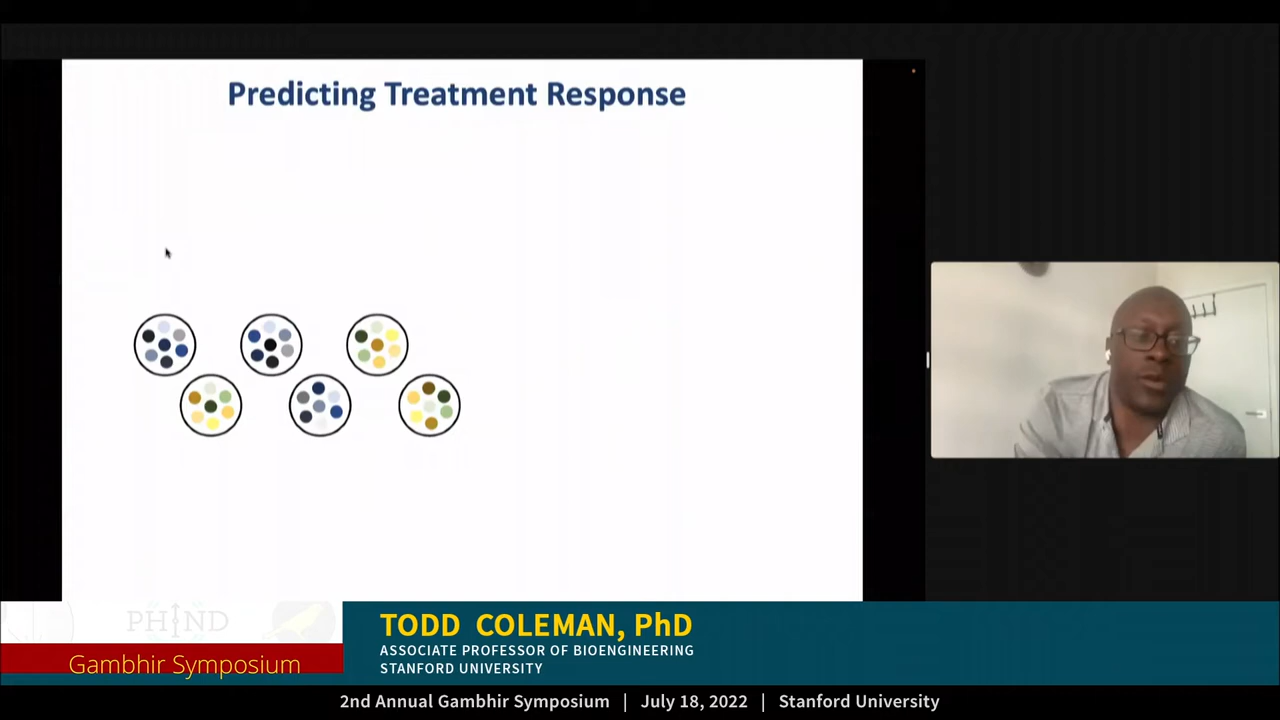 Predicting Treatment Response
PHIND
Gambhir Symposium
TODD COLEMAN, PhD
ASSOCIATE PROFESSOR OF BIOENGINEERING
STANFORD UNIVERSITY
2nd Annual Gambhir Symposium | July 18, 2022 | Stanford University